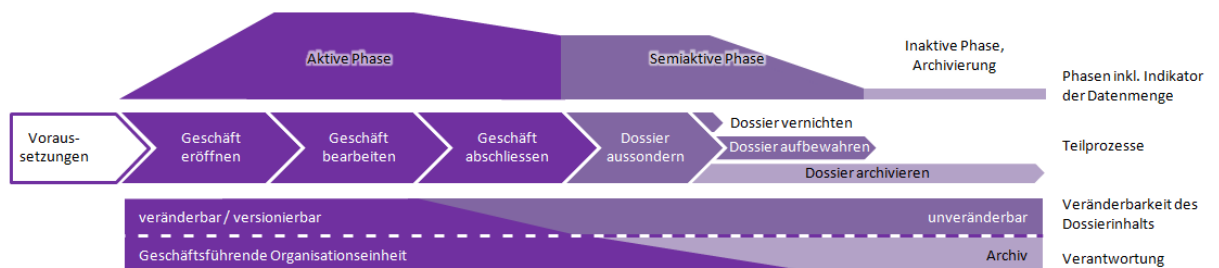 Aktive Phase
Semiaktive Phase
Inaktive Phase,
Archivierung
Phasen inkl. Indikator
der Datenmenge
Voraus-
setzungen
Geschäft
eröffnen
Geschäft
bearbeiten
Geschäft
abschliessen
Dossier
aussondern
Dossier vernichten
Dossier aufbewahren
Dossier archivieren
Teilprozesse
veränderbar / versionierbar
unveränderbar
Veränderbarkeit des
Dossierinhalts
Geschäftsführende Organisationseinheit
Archiv
Verantwortung